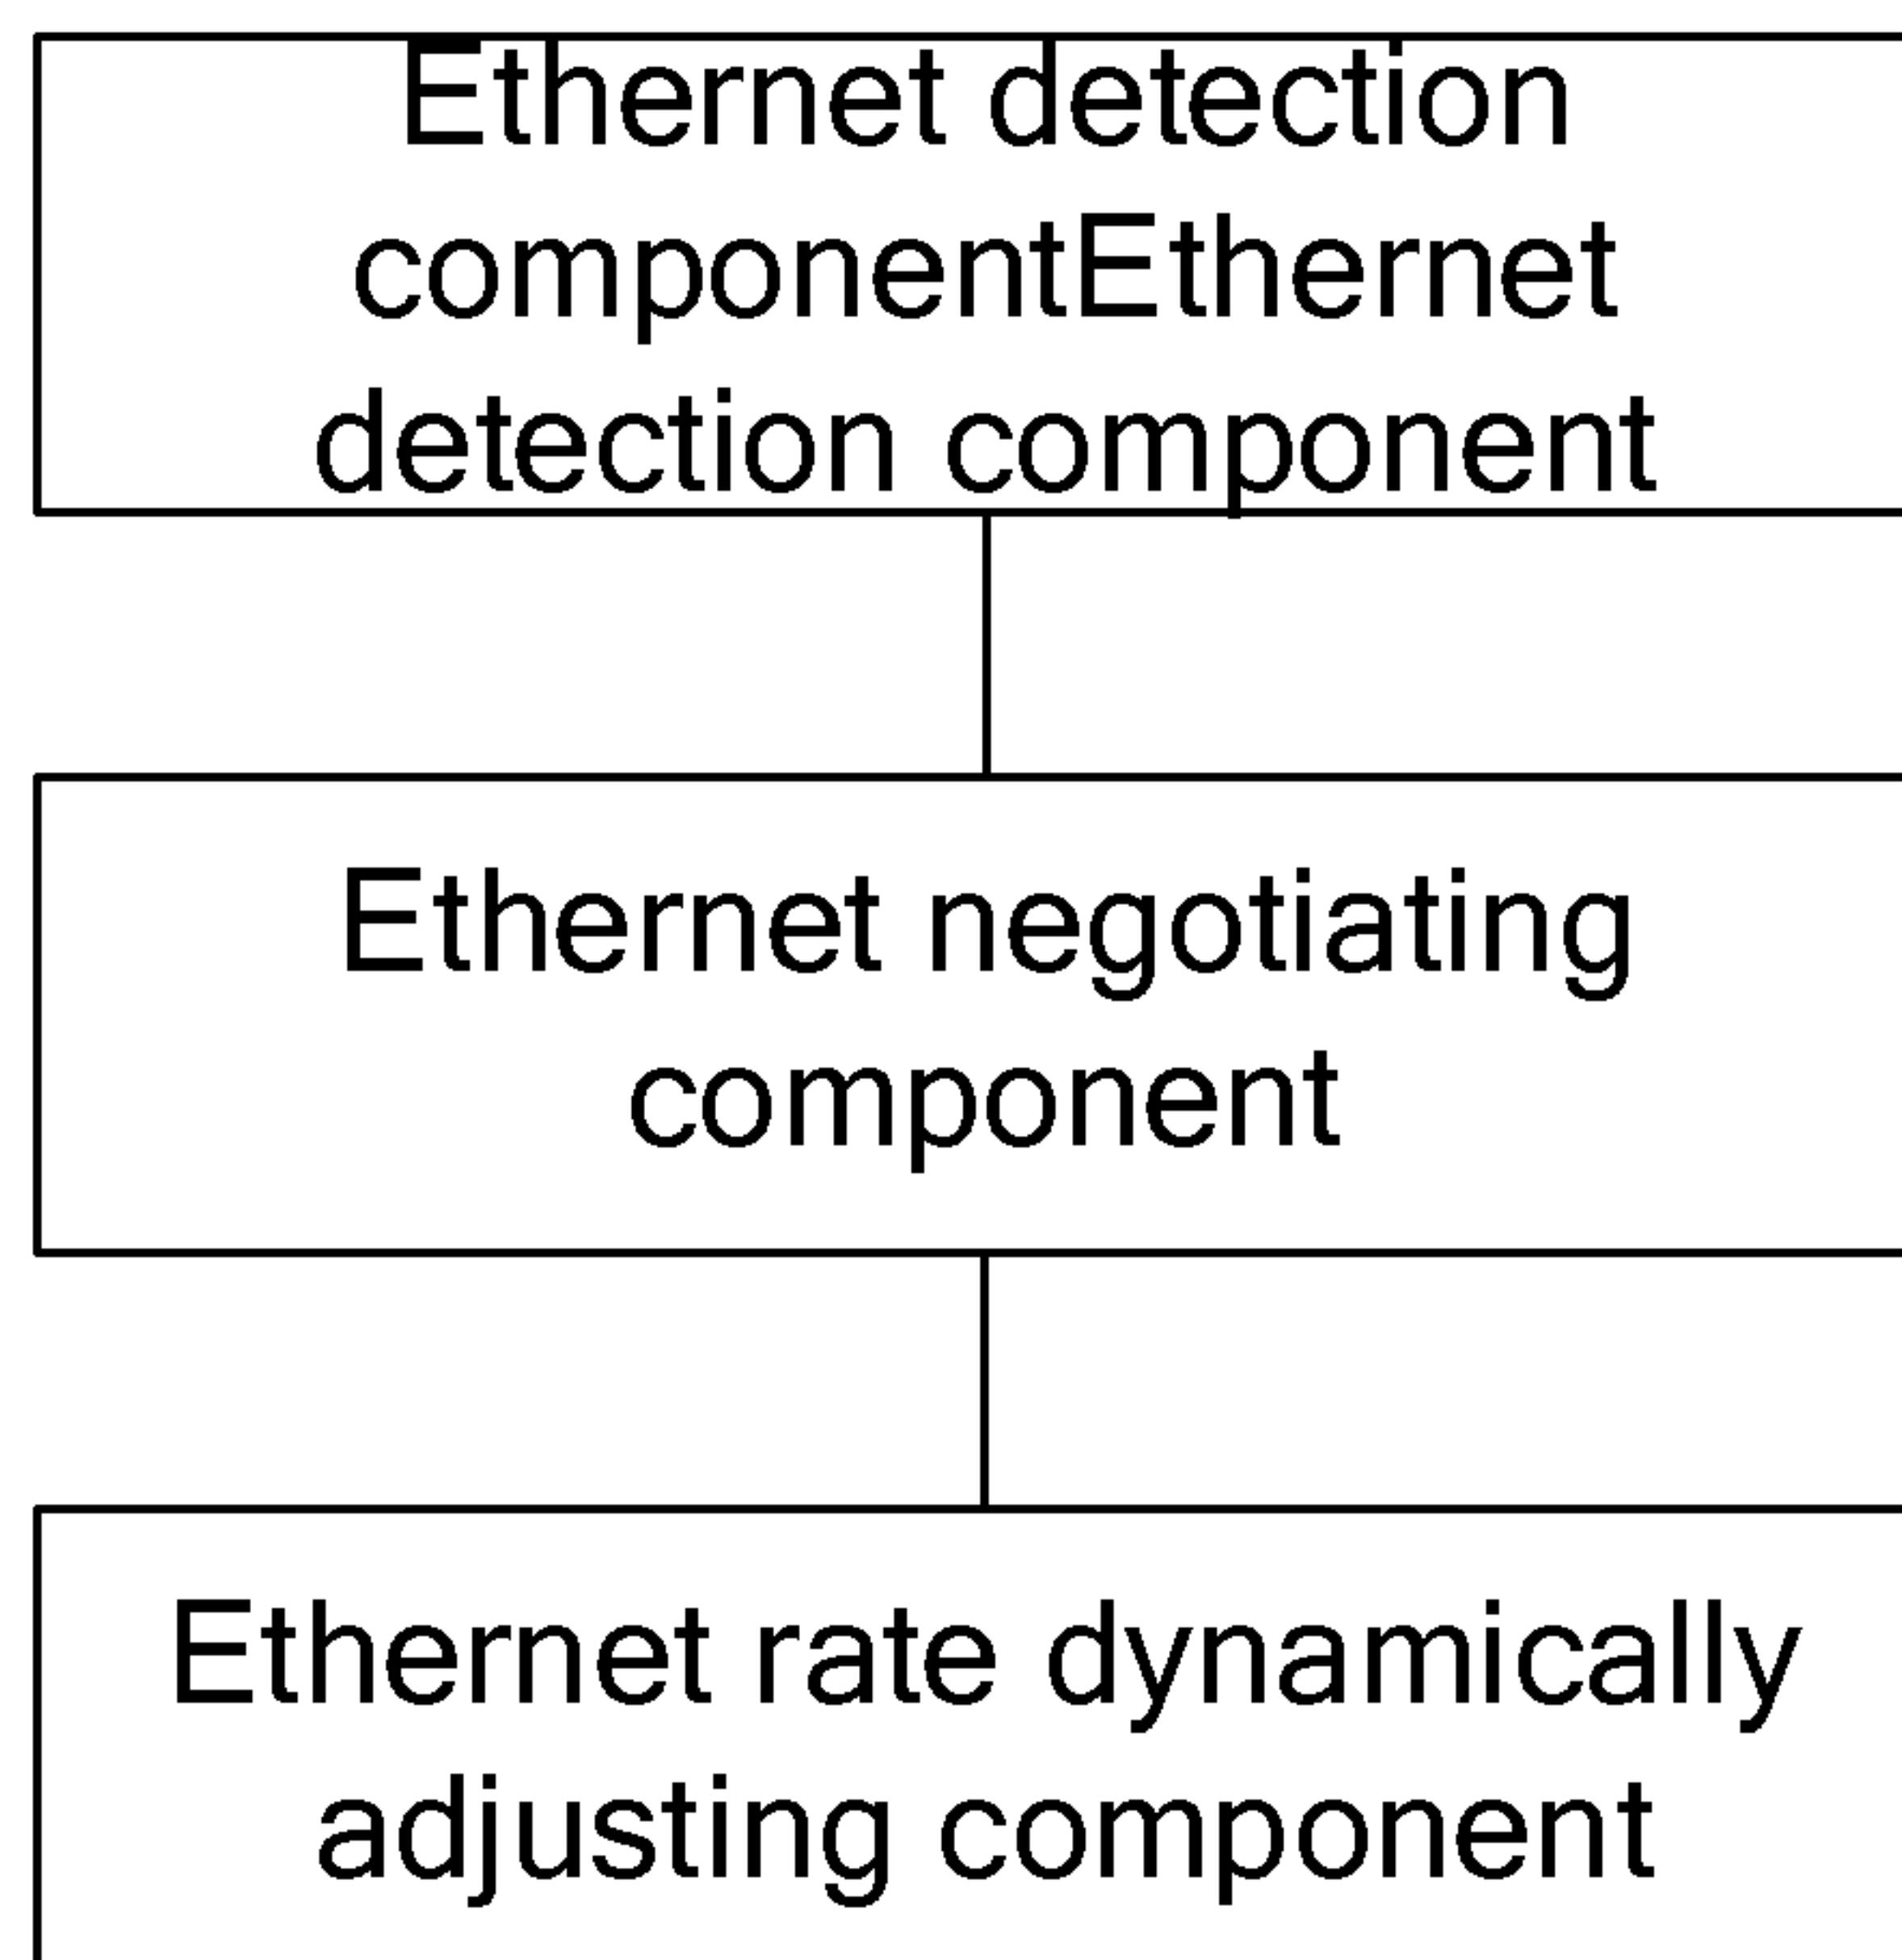 Ethernet detection
componentEthernet
detection component
Ethernet negotiating
component
Ethernet rate dynamically
adjusting component